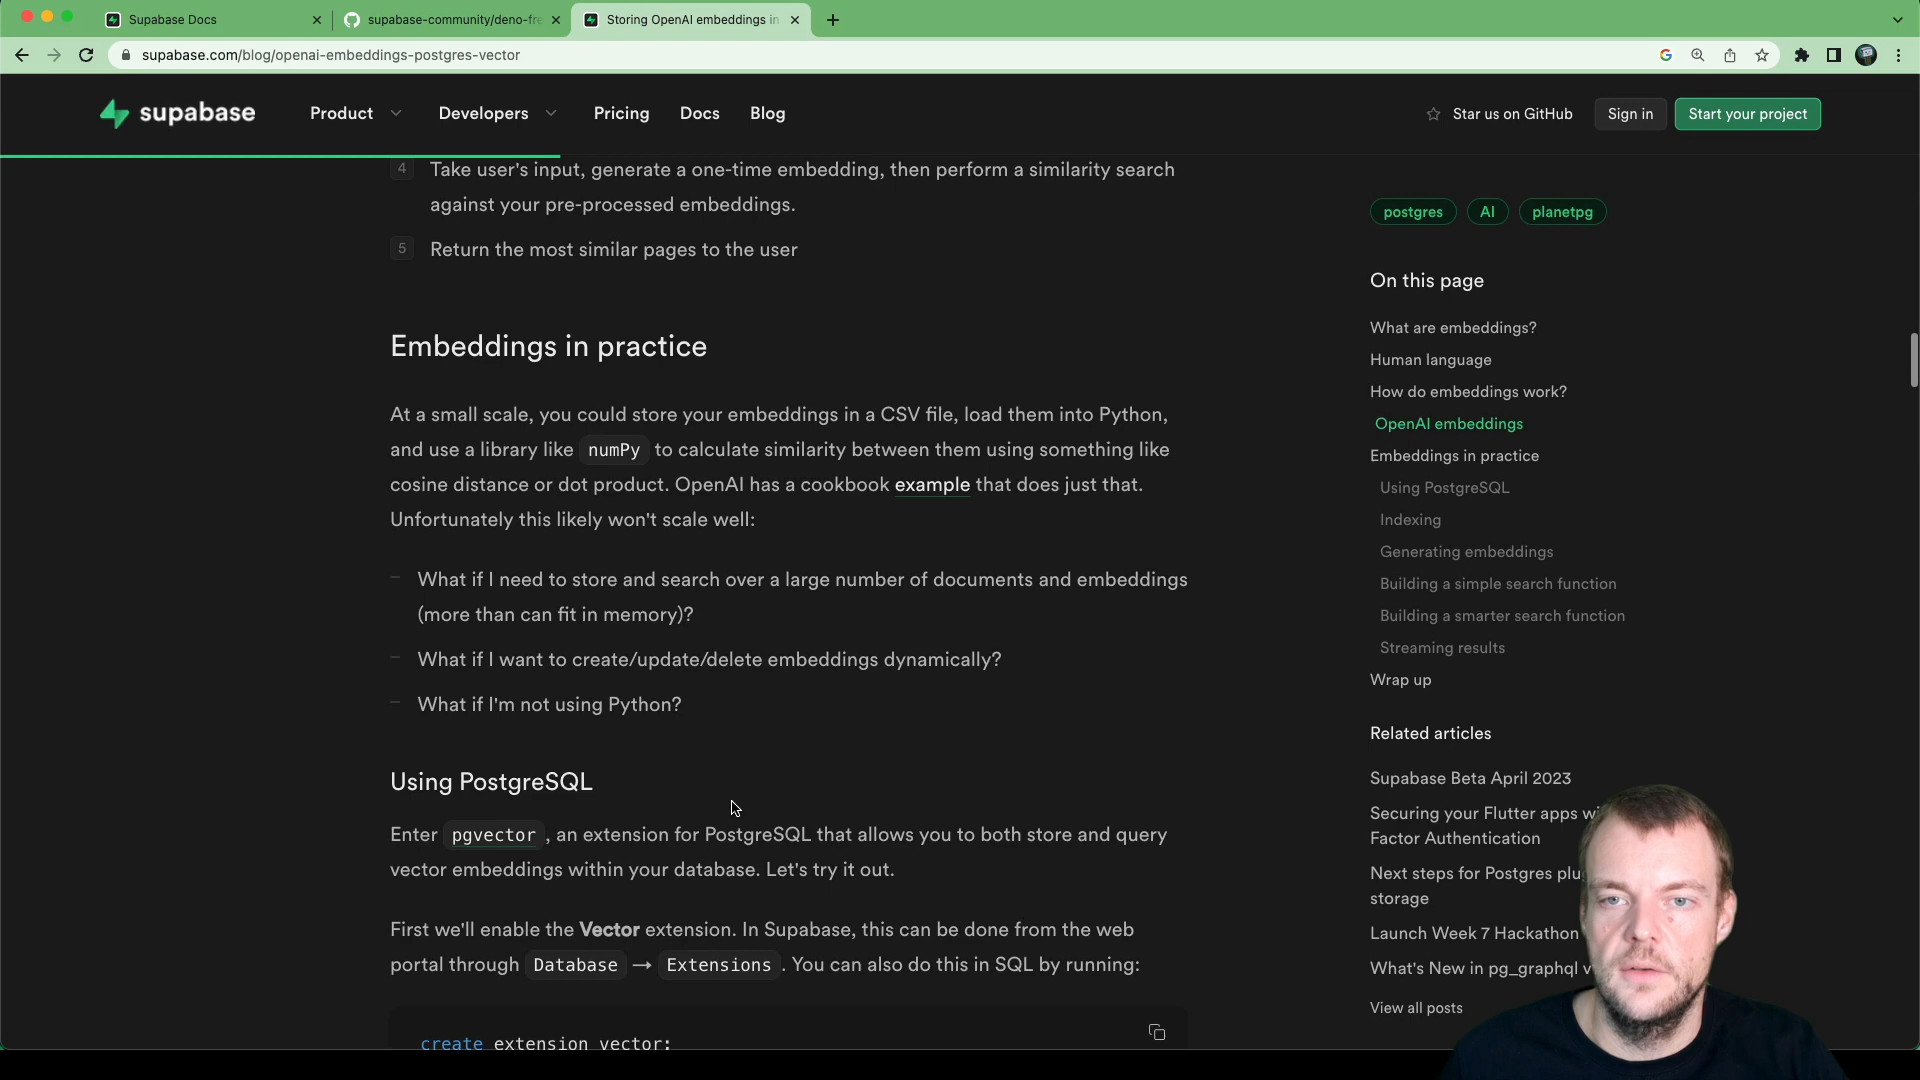 Supabase Docs
supabase-community/deno-fre
Storing OpenAI embeddings in
supabase.com/blog/openai-embeddings-postgres-vector
supabase
Product
Developers
Pricing
Docs
Blog
Star us on GitHub
Sign in
Start your project
4 Take user's input, generate a one-time embedding, then perform a similarity search
against your pre-processed embeddings.
5 Return the most similar pages to the user
Embeddings in practice
At a small scale, you could store your embeddings in a CSV file, load them into Python,
and use a library like numPy to calculate similarity between them using something like
cosine distance or dot product. OpenAI has a cookbook example that does just that.
Unfortunately this likely won't scale well:
– What if I need to store and search over a large number of documents and embeddings
(more than can fit in memory)?
– What if I want to create/update/delete embeddings dynamically?
– What if I'm not using Python?
Using PostgreSQL
Enter pgvector, an extension for PostgreSQL that allows you to both store and query
vector embeddings within your database. Let's try it out.
First we'll enable the Vector extension. In Supabase, this can be done from the web
portal through Database → Extensions. You can also do this in SQL by running:
create extension vector;
postgres
AI
planetpg
On this page
What are embeddings?
Human language
How do embeddings work?
OpenAI embeddings
Embeddings in practice
Using PostgreSQL
Indexing
Generating embeddings
Building a simple search function
Building a smarter search function
Streaming results
Wrap up
Related articles
Supabase Beta April 2023
Securing your Flutter apps w
Factor Authentication
Next steps for Postgres plu
storage
Launch Week 7 Hackathon
What's New in pg_graphql v
View all posts